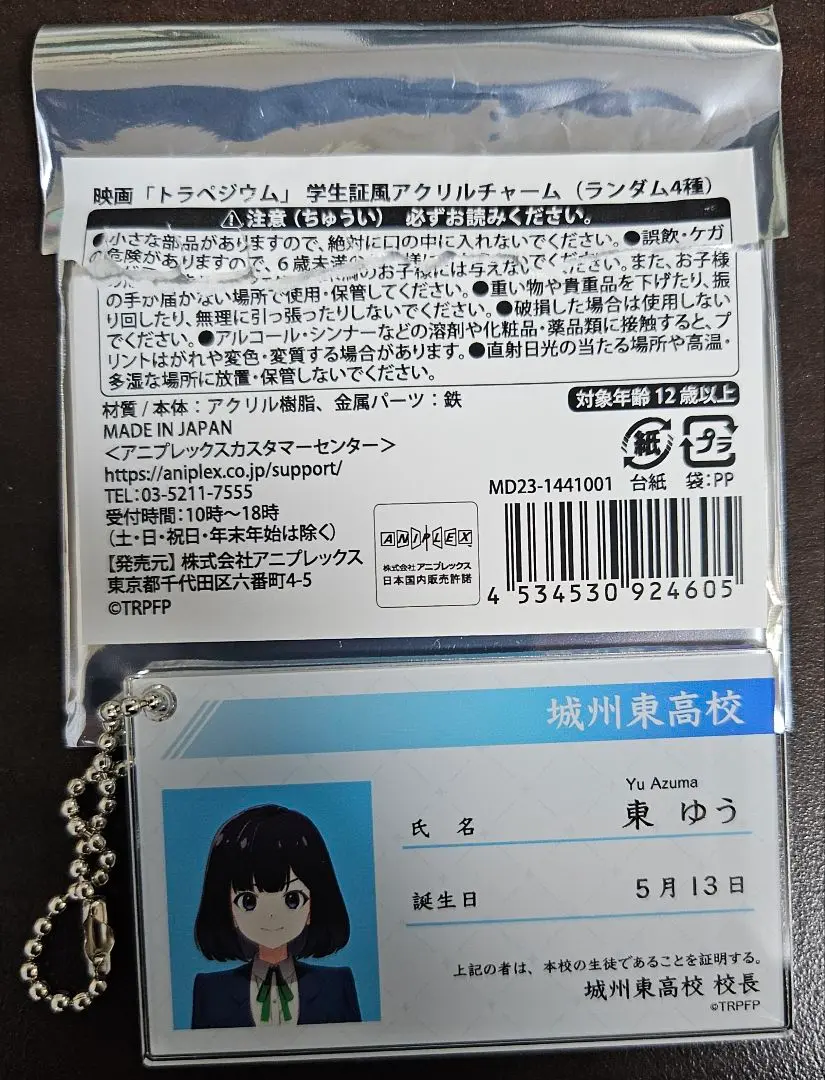 映画「トラペジウム」 学生証風アクリルチャーム（ランダム4種）
⚠注意（ちゅうい） 必ずお読みください。
●小さな部品がありますので、絶対に口の中に入れないでください。●誤飲・ケガ
の危険がありますので、6歳未満の
お子様には与えないでください。また、お子様
の手が届かない場所で使用・保管してください。●重い物や貴重品を下げたり、振
り回したり、無理に引っ張ったりしないでください。●破損した場合は使用しない
でください。●アルコール・シンナーなどの溶剤や化粧品・薬品類に接触すると、プ
リントはがれや変色・変質する場合があります。●直射日光の当たる場所や高温・
多湿な場所に放置・保管しないでください。
材質/本体：アクリル樹脂、金属パーツ：鉄
対象年齢12歳以上
MADE IN JAPAN
＜アニプレックスカスタマーセンター＞
https://aniplex.co.jp/support/
TEL:03-5211-7555
受付時間：10時〜18時
（土・日・祝日・年末年始は除く）
【発売元】株式会社アニプレックス
東京都千代田区六番町4-5
©TRPFP
紙
プラ
MD23-1441001 台紙 袋:PP
ANIPLEX
株式会社アニプレックス
日本国内販売許諾
4 534530 924605
城州東高校
Yu Azuma
氏 名 東 ゆう
誕生日 5月13日
上記の者は、本校の生徒であることを証明する。
城州東高校 校長
©TRPFP